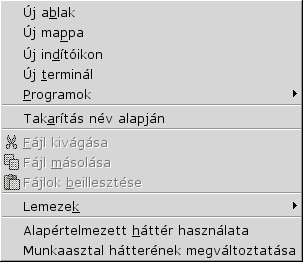 Új ablak
Új mappa
Új indítóikon
Új terminál
Programok
Takarítás név alapján
Fájl kivágása
Fájl másolása
Fájlok beillesztése
Lemezek
Alapértelmezett háttér használata
Munkaasztal hátterének megváltoztatása